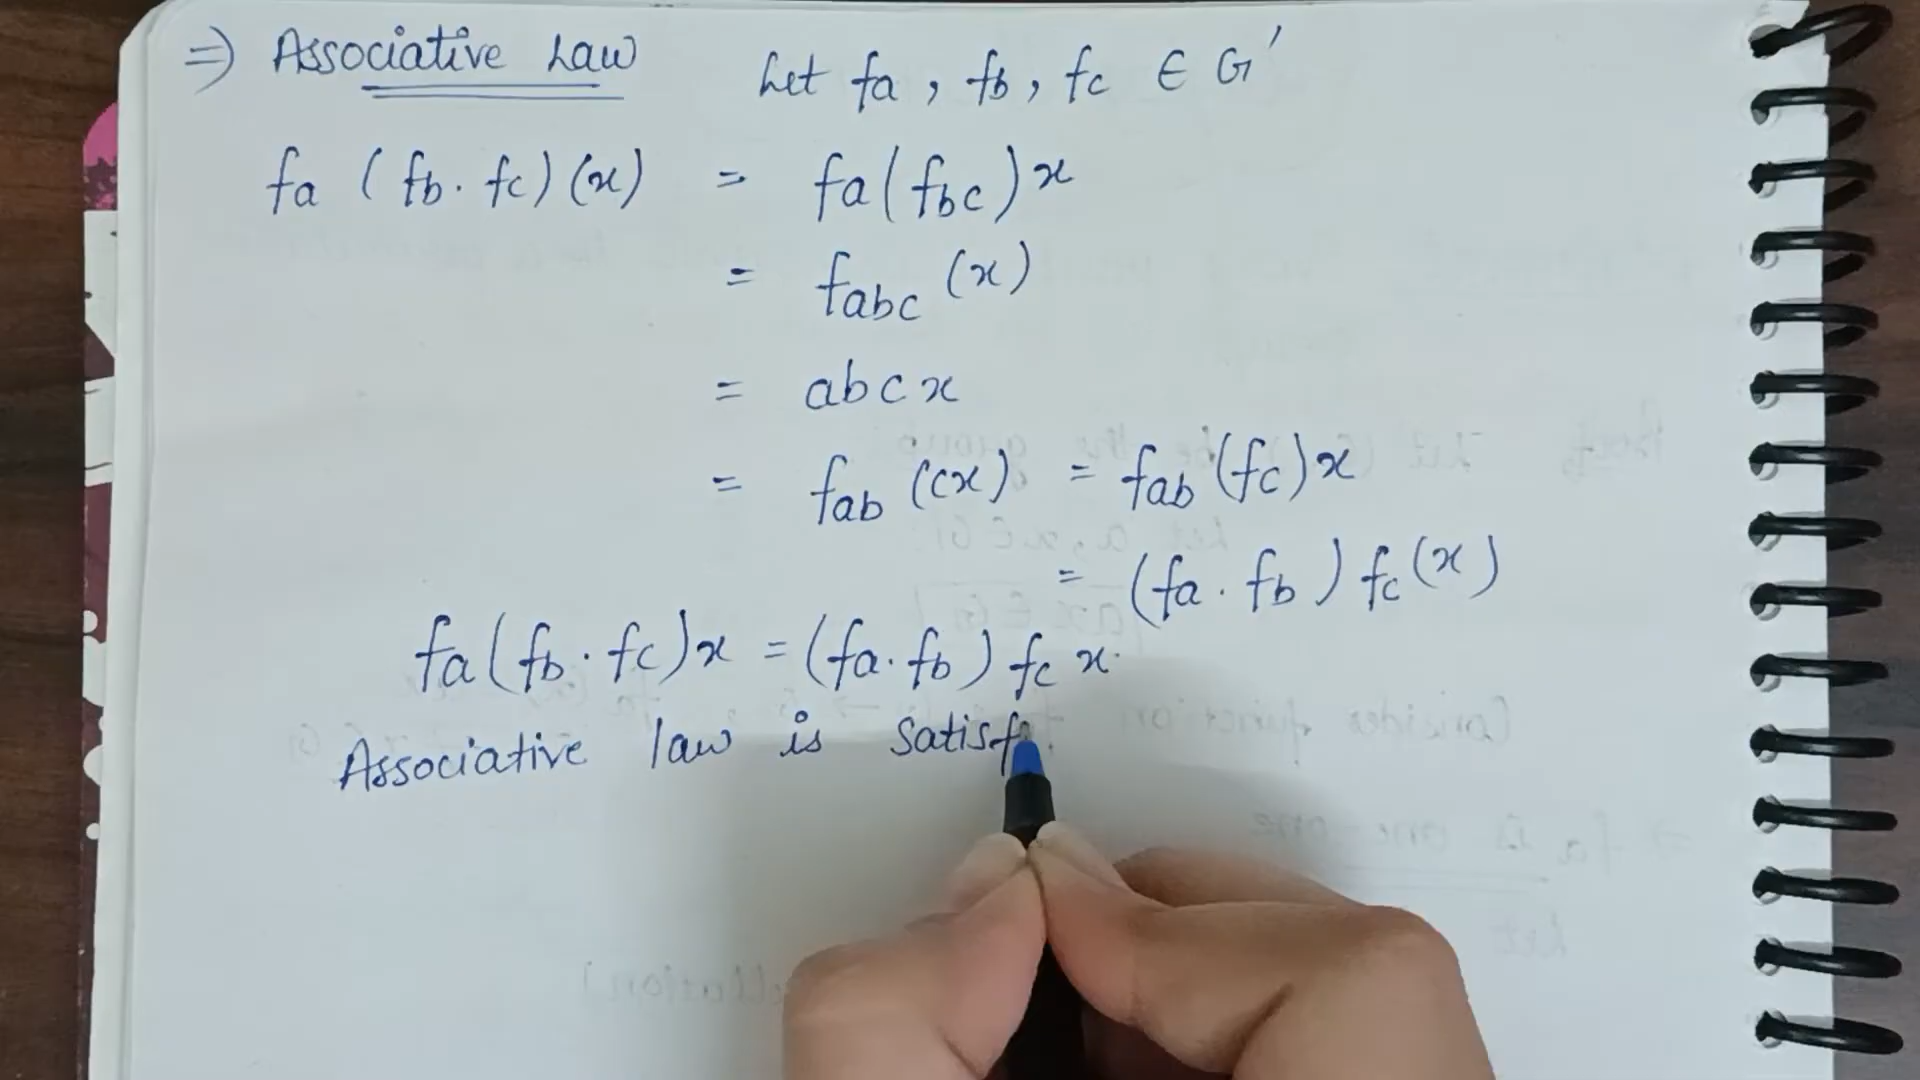 ⇒) Associative Law Let fa, fb, fc ∈ G'
fa (fb . fc) (x) = fa (fbc) x
= fabc (x)
= abcx
= fab (cx) = fab (fc) x
= (fa . fb) fc (x)
fa (fb . fc) x = (fa . fb) fc x.
Associative law is Satisf